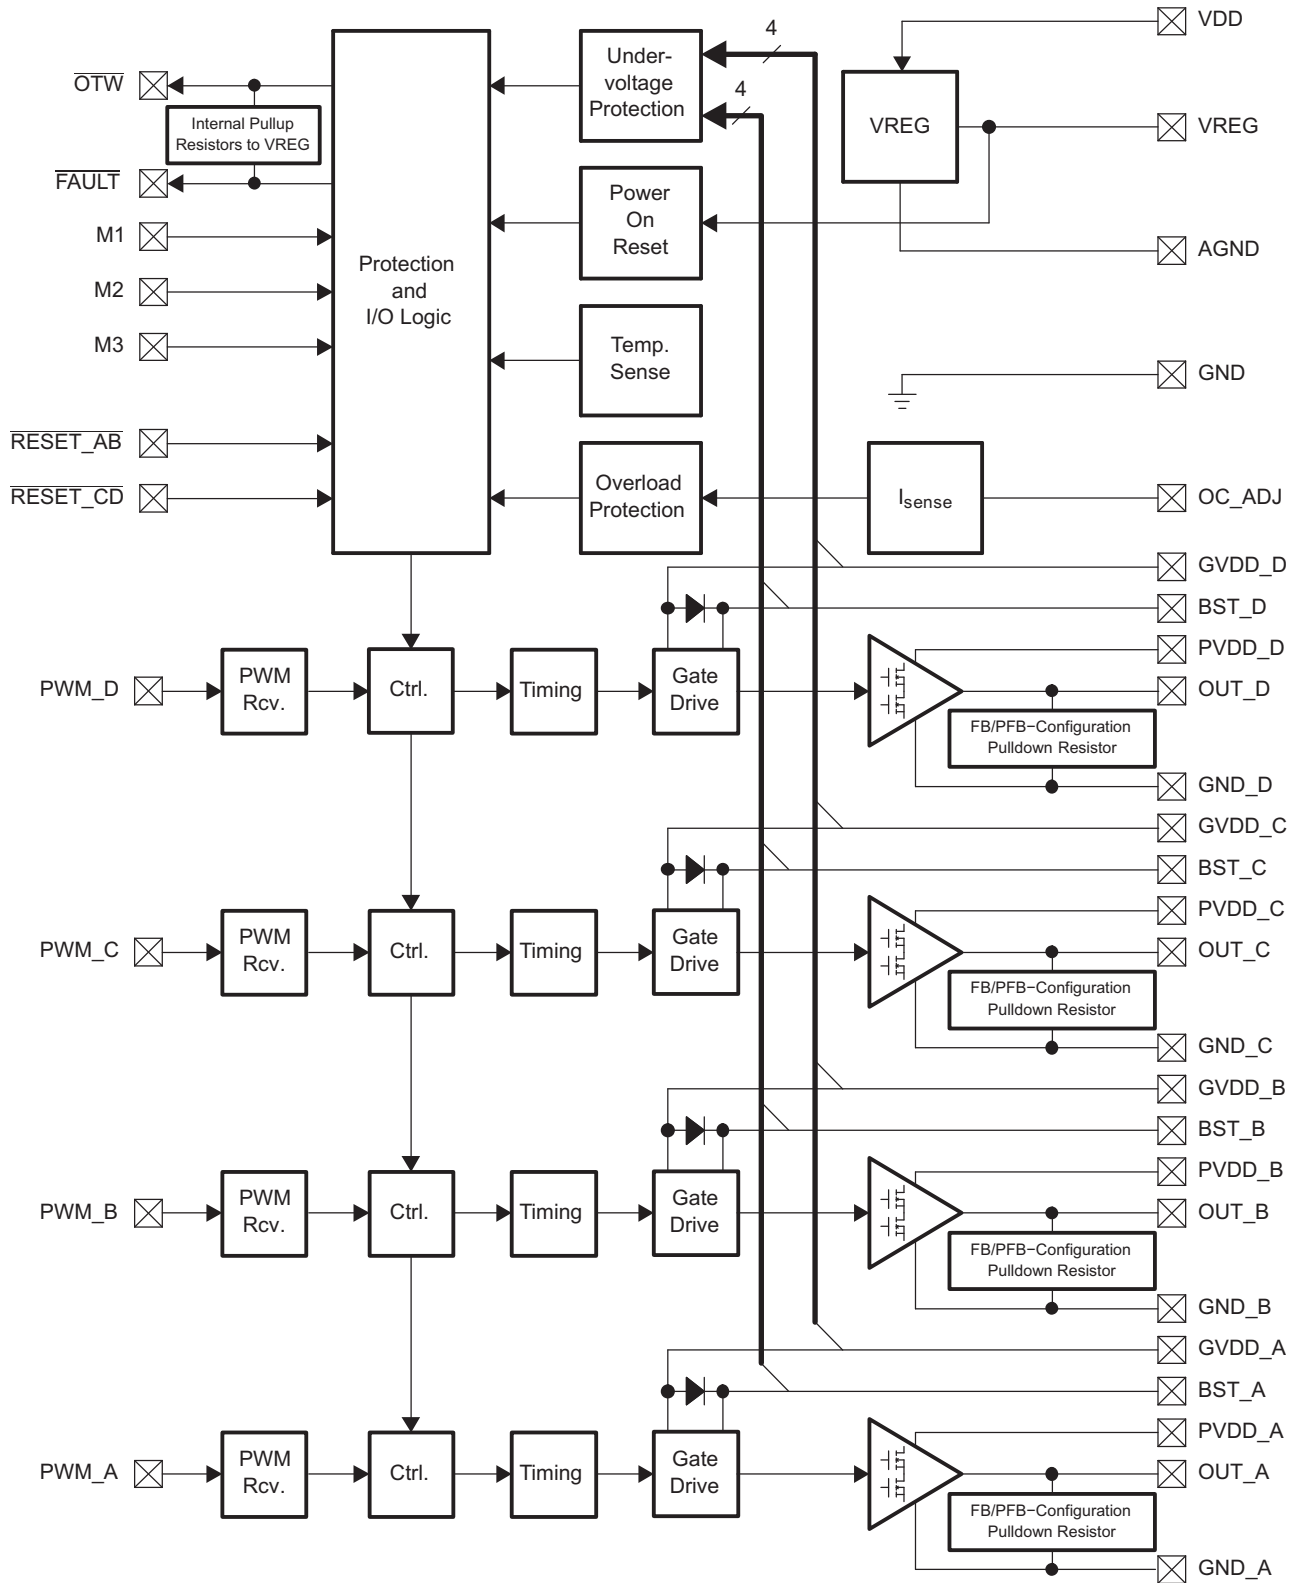 4
VDD
OTW
Under-
voltage
Protection
4
Internal Pullup
Resistors to VREG
VREG
VREG
FAULT
Power
On
Reset
M1
AGND
Protection
and
I/O Logic
M2
M3
Temp.
Sense
GND
RESET_AB
RESET_CD
Overload
Protection
Isense
OC_ADJ
GVDD_D
BST_D
PVDD_D
PWM_D
PWM
Rcv.
Ctrl.
Timing
Gate
Drive
OUT_D
FB/PFB−Configuration
Pulldown Resistor
GND_D
GVDD_C
BST_C
PVDD_C
PWM_C
PWM
Rcv.
Ctrl.
Timing
Gate
Drive
OUT_C
FB/PFB−Configuration
Pulldown Resistor
GND_C
GVDD_B
BST_B
PVDD_B
PWM_B
PWM
Rcv.
Ctrl.
Timing
Gate
Drive
OUT_B
FB/PFB−Configuration
Pulldown Resistor
GND_B
GVDD_A
BST_A
PVDD_A
PWM_A
PWM
Rcv.
Ctrl.
Timing
Gate
Drive
OUT_A
FB/PFB−Configuration
Pulldown Resistor
GND_A